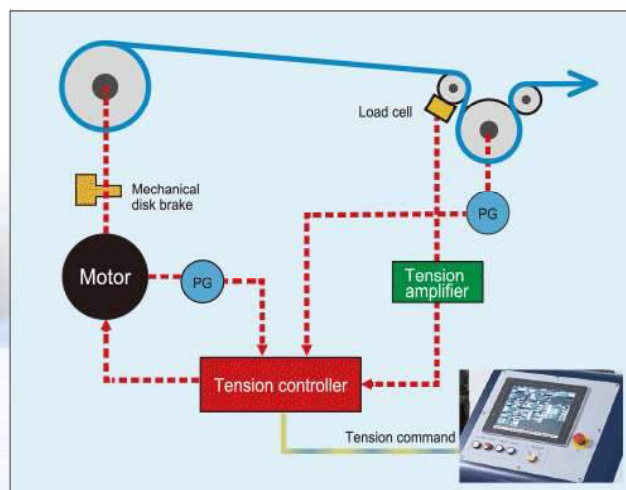 Load cell
Mechanical
disk brake
PG
Motor
PG
Tension
amplifier
Tension controller
Tension command